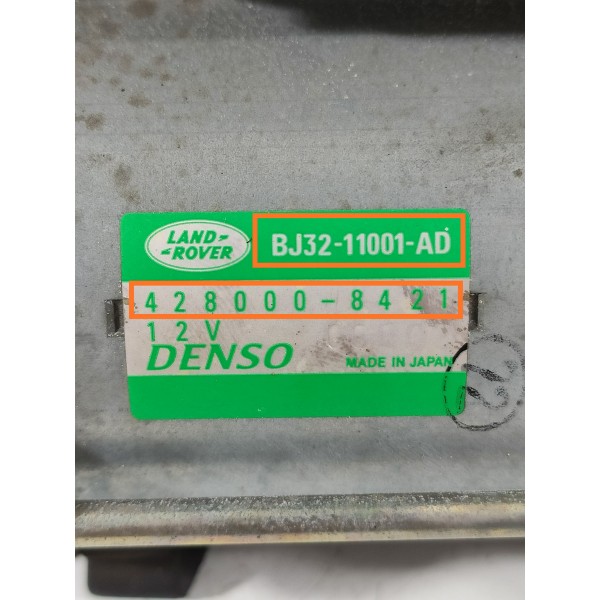 LAND-
ROVER
BJ32-11001-AD
428000-8421
12V
DENSO
MADE IN JAPAN